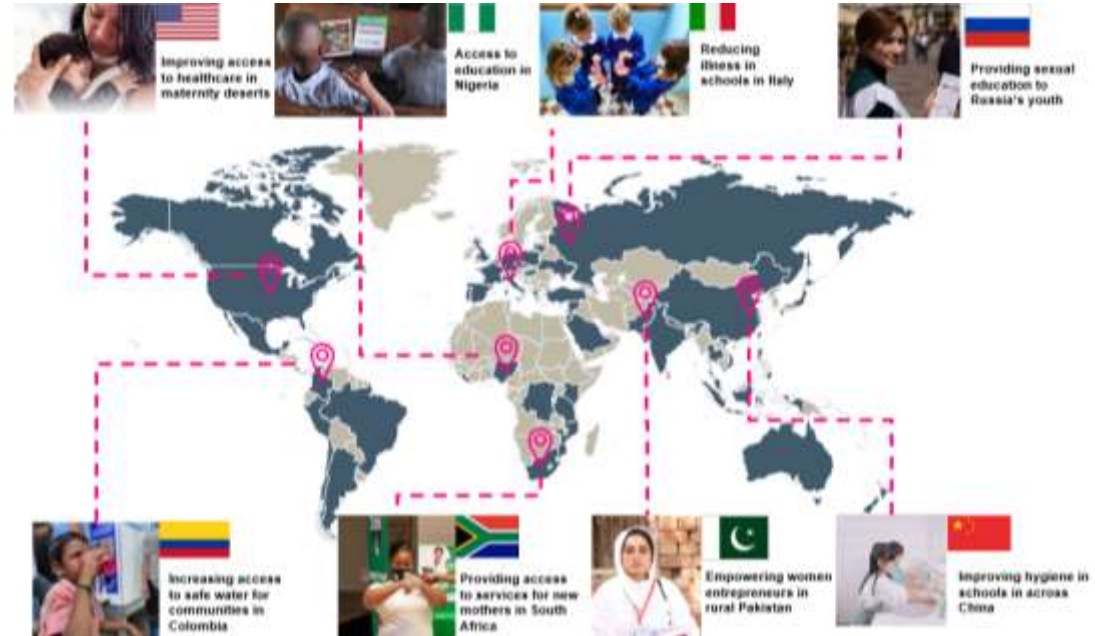 Improving access
to healthcare in
maternity deserts
Access to
education in
Nigeria
Reducing
illness in
schools in Italy
Providing sexual
education to
Russia's youth
Increasing access
to safe water for
communities in
Colombia
Providing access
to services for new
mothers in South
Africa
Empowering women
entrepreneurs in
rural Pakistan
Improving hygiene in
schools in across
China